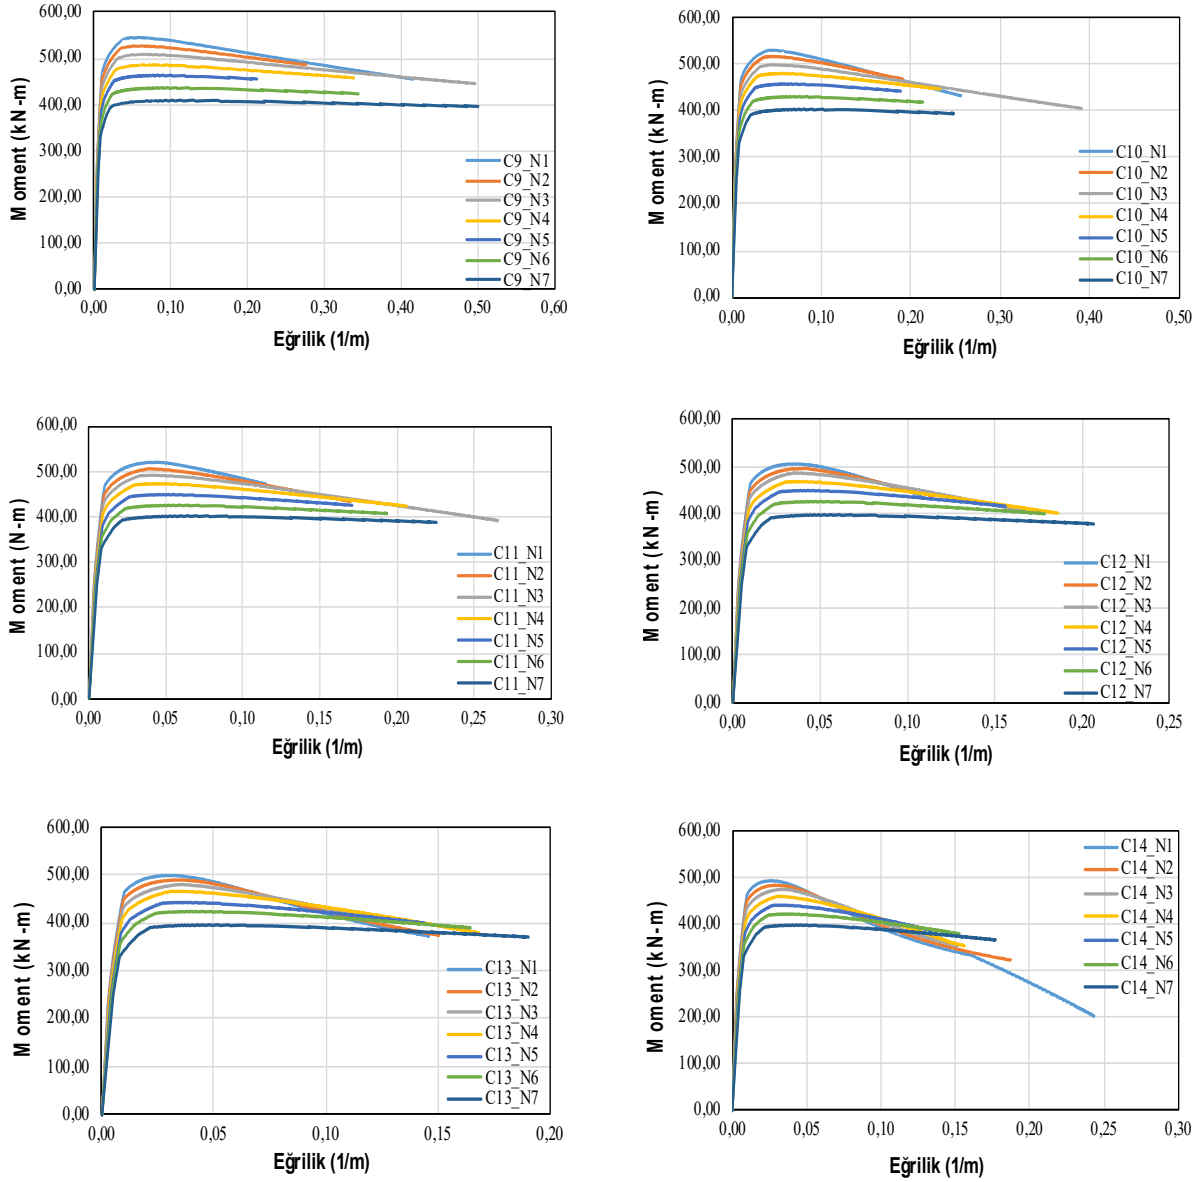 600,00
500,00
400,00
300,00
200,00
100,00
0,00
Moment (kN-m)
C9_N1
C9_N2
C9_N3
C9_N4
C9_N5
C9_N6
C9_N7
0,00 0,10 0,20 0,30 0,40 0,50 0,60
Eğrilik (1/m)
600,00
500,00
400,00
300,00
200,00
100,00
0,00
Moment (kN-m)
C10_N1
C10_N2
C10_N3
C10_N4
C10_N5
C10_N6
C10_N7
0,00 0,10 0,20 0,30 0,40 0,50
Eğrilik (1/m)
600,00
500,00
400,00
300,00
200,00
100,00
0,00
Moment (N-m)
C11_N1
C11_N2
C11_N3
C11_N4
C11_N5
C11_N6
C11_N7
0,00 0,05 0,10 0,15 0,20 0,25 0,30
Eğrilik (1/m)
600,00
500,00
400,00
300,00
200,00
100,00
0,00
Moment (kN-m)
C12_N1
C12_N2
C12_N3
C12_N4
C12_N5
C12_N6
C12_N7
0,00 0,05 0,10 0,15 0,20 0,25
Eğrilik (1/m)
600,00
500,00
400,00
300,00
200,00
100,00
0,00
Moment (kN-m)
C13_N1
C13_N2
C13_N3
C13_N4
C13_N5
C13_N6
C13_N7
0,00 0,05 0,10 0,15 0,20
Eğrilik (1/m)
600,00
500,00
400,00
300,00
200,00
100,00
0,00
Moment (kN-m)
C14_N1
C14_N2
C14_N3
C14_N4
C14_N5
C14_N6
C14_N7
0,00 0,05 0,10 0,15 0,20 0,25 0,30
Eğrilik (1/m)